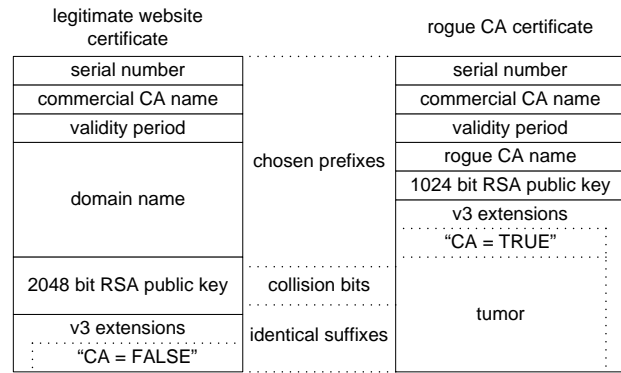 legitimate website
certificate
serial number
commercial CA name
validity period
domain name
2048 bit RSA public key
v3 extensions
“CA = FALSE”
chosen prefixes
collision bits
identical suffixes
rogue CA certificate
serial number
commercial CA name
validity period
rogue CA name
1024 bit RSA public key
v3 extensions
“CA = TRUE”
tumor